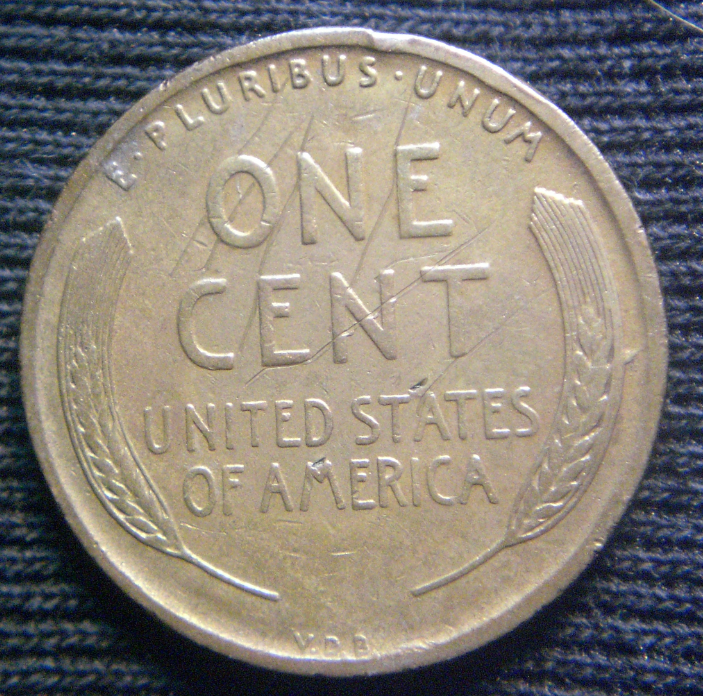 E·PLURIBUS·UNUM
ONE
CENT
UNITED STATES
OF AMERICA
V.D.B.